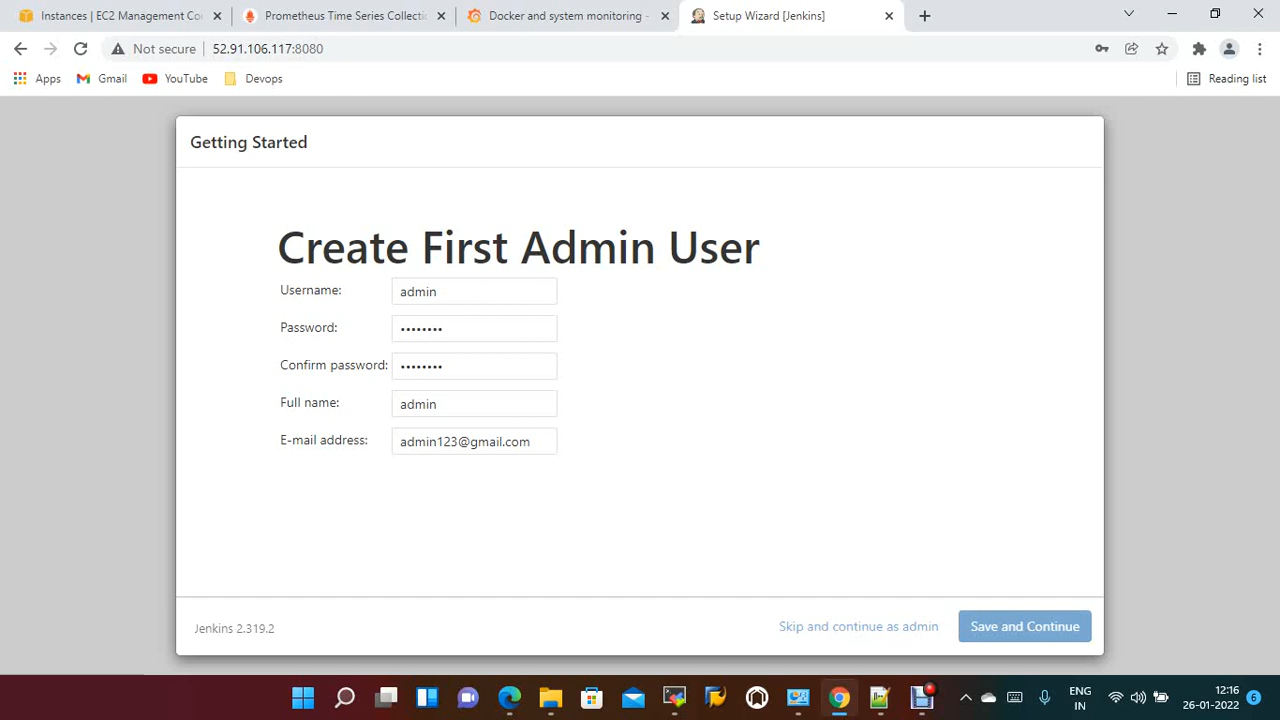 Instances | EC2 Management Co
Prometheus Time Series Collect
Docker and system monitoring -
Setup Wizard [Jenkins]
Not secure
52.91.106.117:8080
Apps
Gmail
YouTube
Devops
Reading list
Getting Started
Create First Admin User
Username:
admin
Password:
••••••••
Confirm password:
••••••••
Full name:
admin
E-mail address:
admin123@gmail.com
Jenkins 2.319.2
Skip and continue as admin
Save and Continue
ENG
IN
12:16
26-01-2022
6